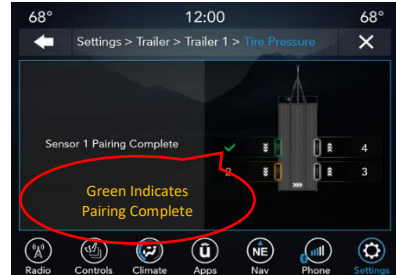 68°
12:00
68°
Settings > Trailer > Trailer 1 > Tire Pressure
Sensor 1 Pairing Complete
4
2
3
Green Indicates
Pairing Complete
A
ū
NE
Radio
Controls
Climate
Apps
Nav
Phone
Settings